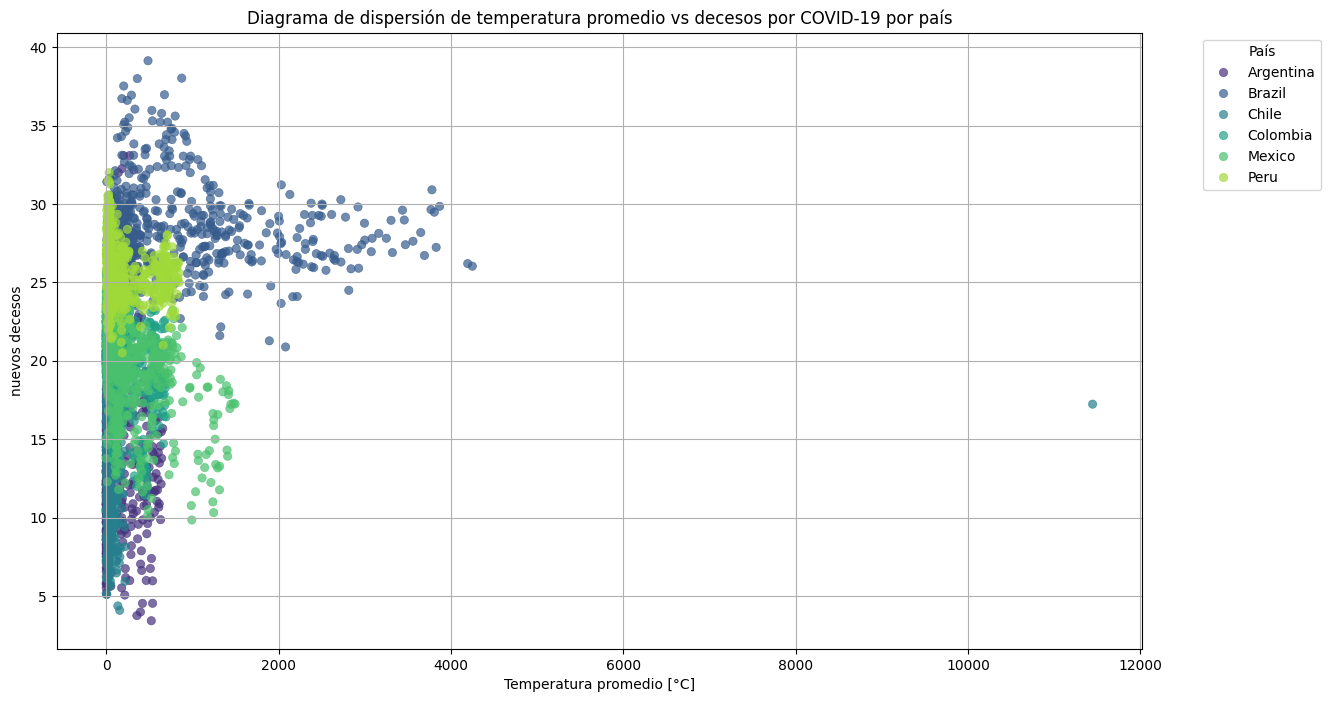 Diagrama de dispersión de temperatura promedio vs decesos por COVID-19 por país
40
35
30
25
20
15
10
5
nuevos decesos
0
2000
4000
6000
8000
10000
12000
Temperatura promedio [°C]
País
Argentina
Brazil
Chile
Colombia
Mexico
Peru